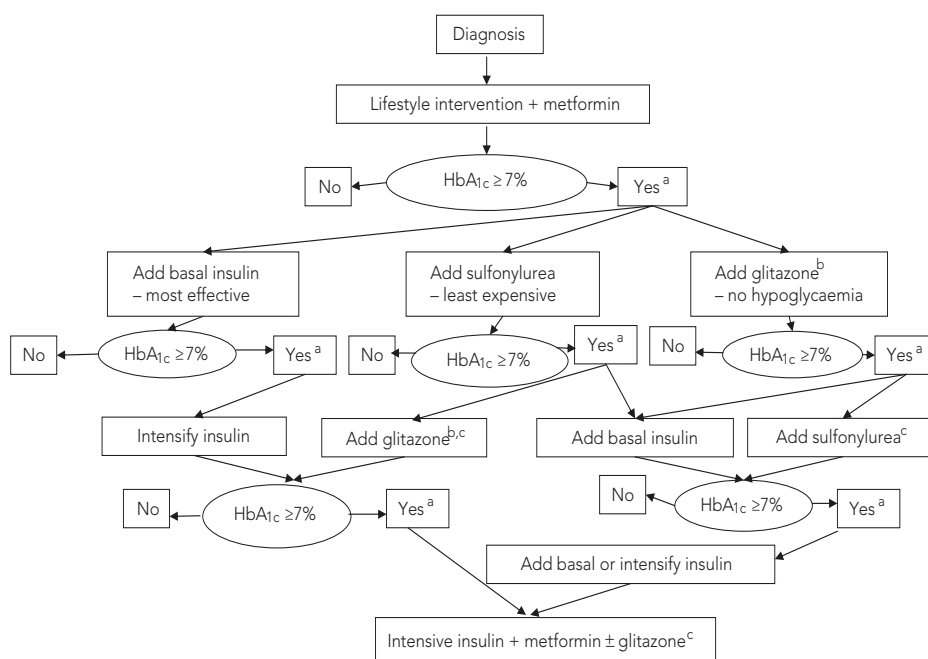 Diagnosis
Lifestyle intervention + metformin
No
HbA1c ≥ 7%
Yes a
Add basal insulin
– most effective
Add sulfonylurea
– least expensive
Add glitazone b
– no hypoglycaemia
No
HbA1c ≥7%
Yes a
No
HbA1c ≥7%
Yes a
No
HbA1c ≥7%
Yes a
Intensify insulin
Add glitazone b,c
Add basal insulin
Add sulfonylurea c
No
HbA1c ≥7%
Yes a
No
HbA1c ≥7%
Yes a
Add basal or intensify insulin
Intensive insulin + metformin ± glitazone c